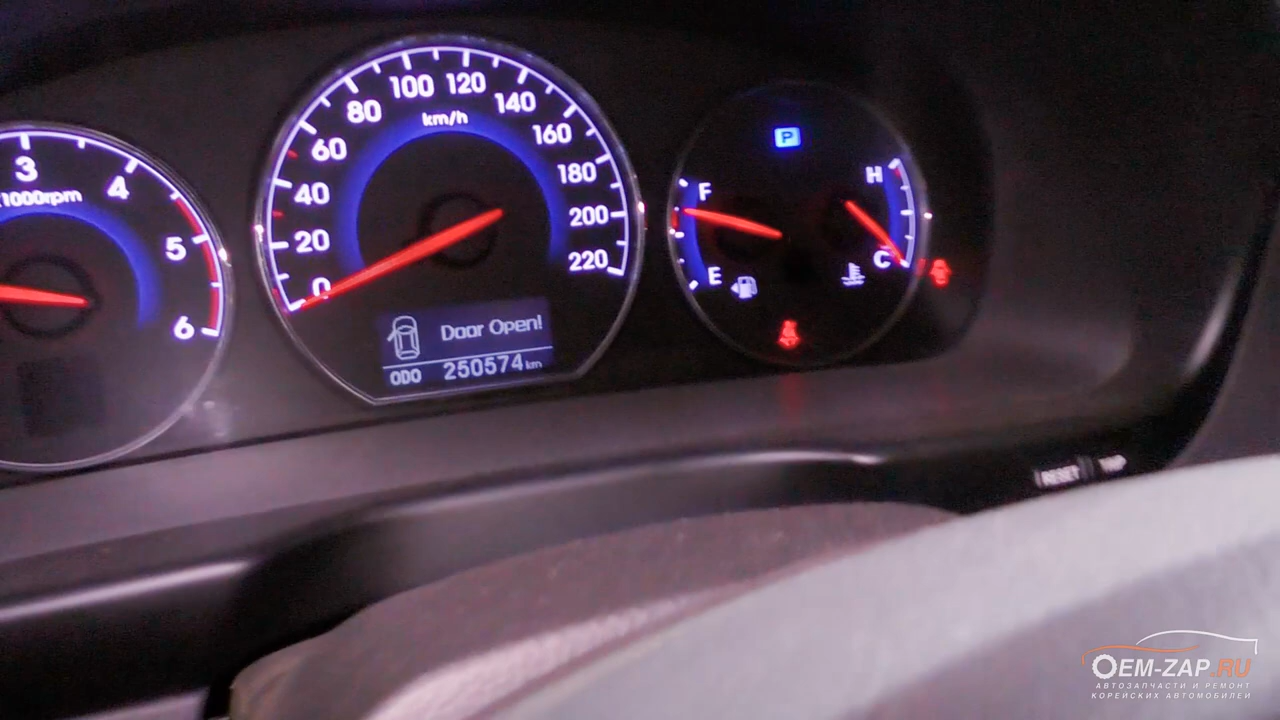 3
4
5
6
x1000rpm
0
20
40
60
80
100
120
140
160
180
200
220
km/h
Door Open!
ODO 250574 km
P
F
E
H
C
RESET TRIP
OEM-ZAP.RU
АВТОЗАПЧАСТИ И РЕМОНТ
КОРЕЙСКИХ АВТОМОБИЛЕЙ